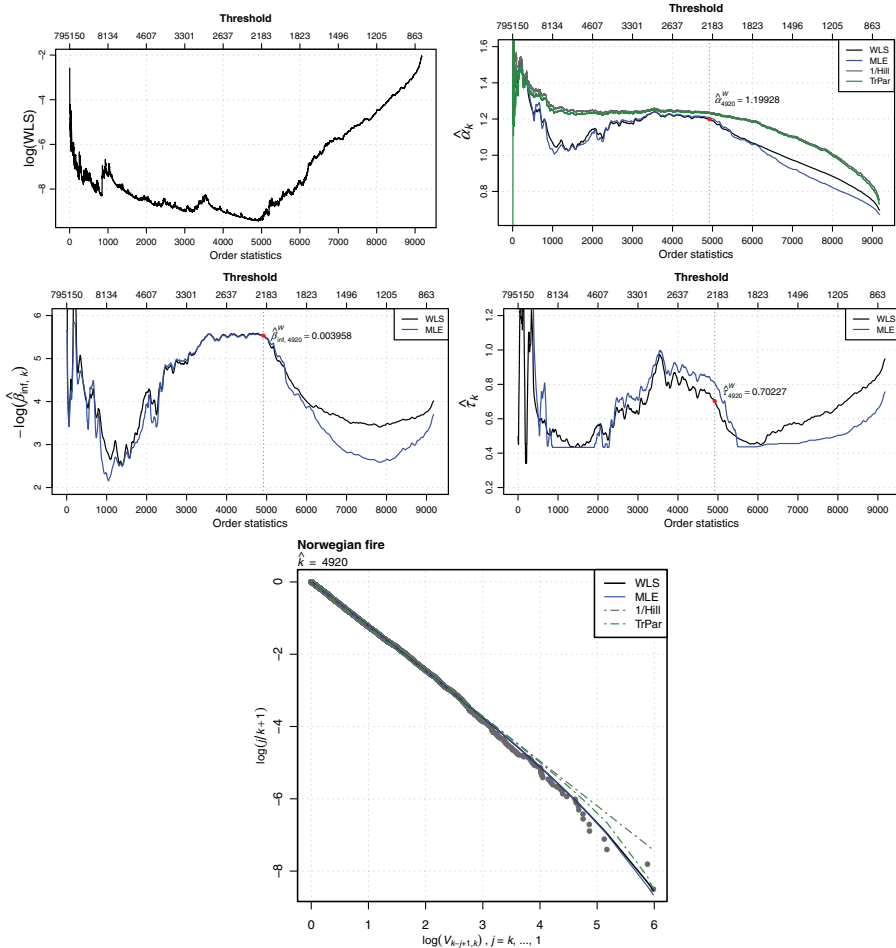 Threshold
795150 8134 4607 3301 2637 2183 1823 1496 1205 863
log(WLS)
−2
−4
−6
−8
0 1000 2000 3000 4000 5000 6000 7000 8000 9000
Order statistics
Threshold
795150 8134 4607 3301 2637 2183 1496 1205 863
α̂_k
1.6
1.4
1.2
1.0
0.8
WLS
MLE
1/Hill
TrPar
α̂^W_4920 = 1.19928
0 1000 2000 3000 4000 5000 6000 7000 8000 9000
Order statistics
Threshold
795150 8134 4607 3301 2637 2183 1823 1496 1205 863
−log(β̂_inf, k)
6
5
4
3
2
WLS
MLE
β̂^W_inf, 4920 = 0.003958
0 1000 2000 3000 4000 5000 6000 7000 8000 9000
Order statistics
Threshold
795150 8134 4607 3301 2637 2183 1823 1496 1205 863
τ̂_k
1.2
1.0
0.8
0.6
0.4
0.2
WLS
MLE
τ̂^W_4920 = 0.70227
0 1000 2000 3000 4000 5000 6000 7000 8000 9000
Order statistics
Norwegian fire
k̂ = 4920
log(j/k+1)
0
−2
−4
−6
−8
WLS
MLE
1/Hill
TrPar
0 1 2 3 4 5 6
log(V_k−j+1,k) , j = k, ..., 1